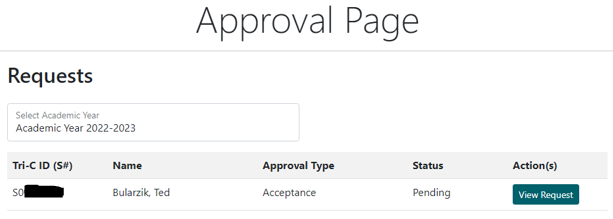 Approval Page
Requests
Select Academic Year
Academic Year 2022-2023
Tri-C ID (S#) Name Approval Type Status Action(s)
S0 Bularzik, Ted Acceptance Pending View Request